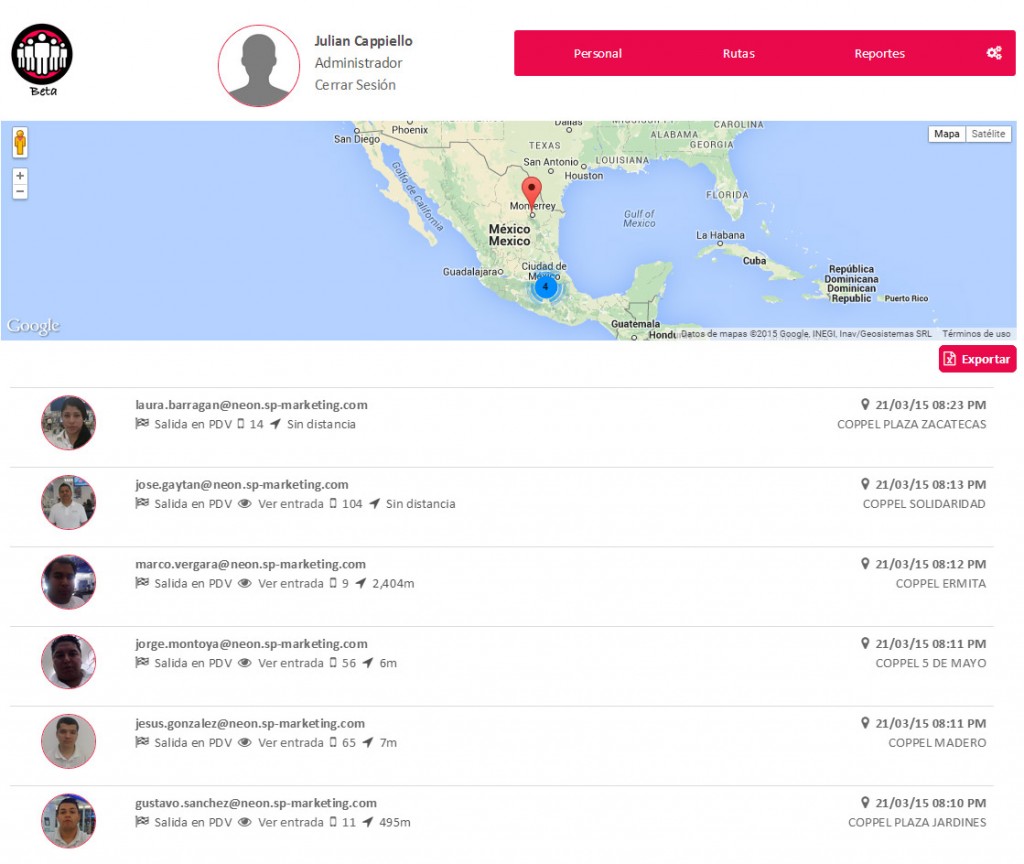 Beta
Julian Cappiello
Administrador
Cerrar Sesión
Personal Rutas Reportes
Mapa Satélite
+
−
San Diego
Phoenix
Dallas
MISSISSIPPI
CAROLINA
ALABAMA
TEXAS
GEORGIA
San Antonio
LOUISIANA
Houston
Golfo de California
FLORIDA
Monterrey
Gulf of
Mexico
México
Mexico
La Habana
Cuba
Guadalajara
Ciudad de
México
4
República
Dominicana
Dominican
Republic
Puerto Rico
Guatemala
Google
Datos de mapas ©2015 Google, INEGI, Inav/Geosistemas SRL Términos de uso
Exportar
laura.barragan@neon.sp-marketing.com 21/03/15 08:23 PM
Salida en PDV 14 Sin distancia COPPEL PLAZA ZACATECAS
jose.gaytan@neon.sp-marketing.com 21/03/15 08:13 PM
Salida en PDV Ver entrada 104 Sin distancia COPPEL SOLIDARIDAD
marco.vergara@neon.sp-marketing.com 21/03/15 08:12 PM
Salida en PDV Ver entrada 9 2,404m COPPEL ERMITA
jorge.montoya@neon.sp-marketing.com 21/03/15 08:11 PM
Salida en PDV Ver entrada 56 6m COPPEL 5 DE MAYO
jesus.gonzalez@neon.sp-marketing.com 21/03/15 08:11 PM
Salida en PDV Ver entrada 65 7m COPPEL MADERO
gustavo.sanchez@neon.sp-marketing.com 21/03/15 08:10 PM
Salida en PDV Ver entrada 11 495m COPPEL PLAZA JARDINES